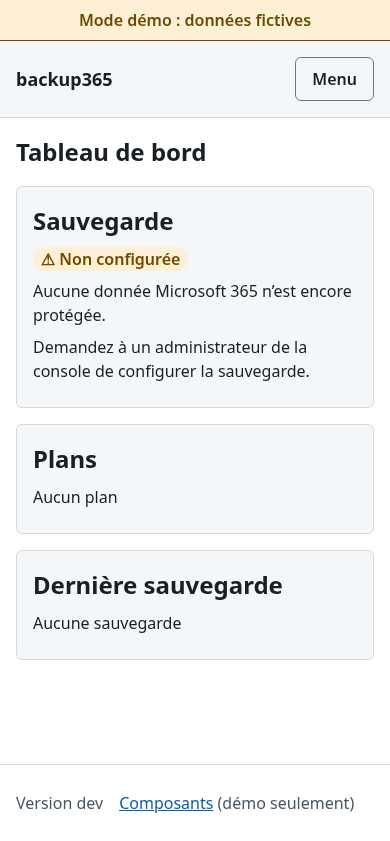 Mode démo : données fictives
backup365
Menu
Tableau de bord
Sauvegarde
⚠ Non configurée
Aucune donnée Microsoft 365 n’est encore
protégée.
Demandez à un administrateur de la
console de configurer la sauvegarde.
Plans
Aucun plan
Dernière sauvegarde
Aucune sauvegarde
Version dev Composants (démo seulement)